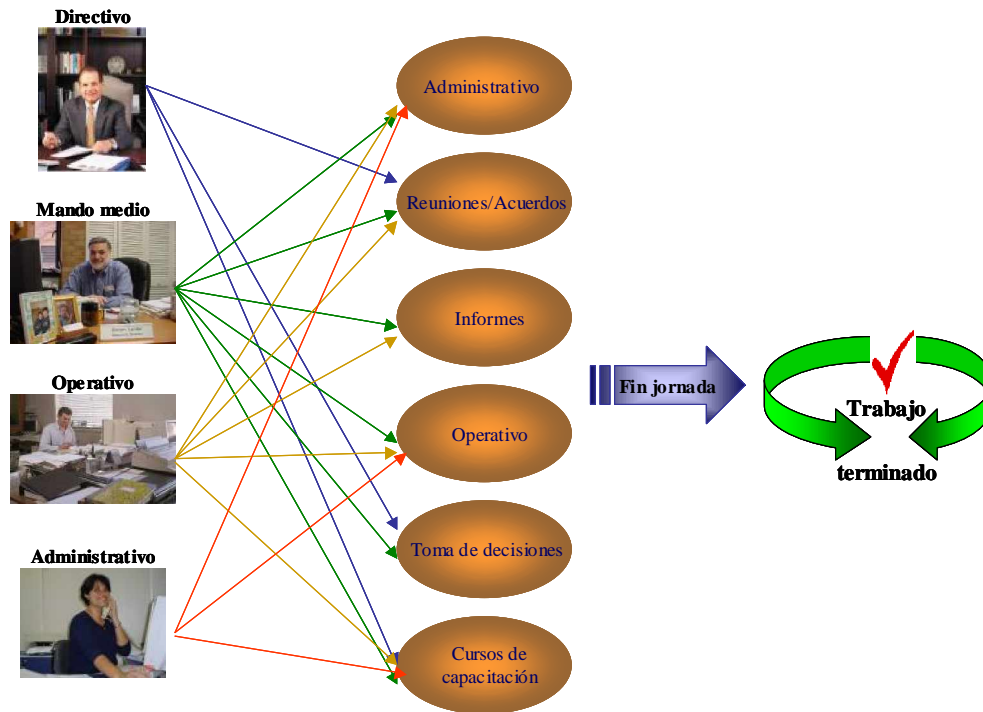 Directivo
Mando medio
Operativo
Administrativo
Administrativo
Reuniones/Acuerdos
Informes
Operativo
Toma de decisiones
Cursos de
capacitación
Fin jornada
Trabajo
terminado